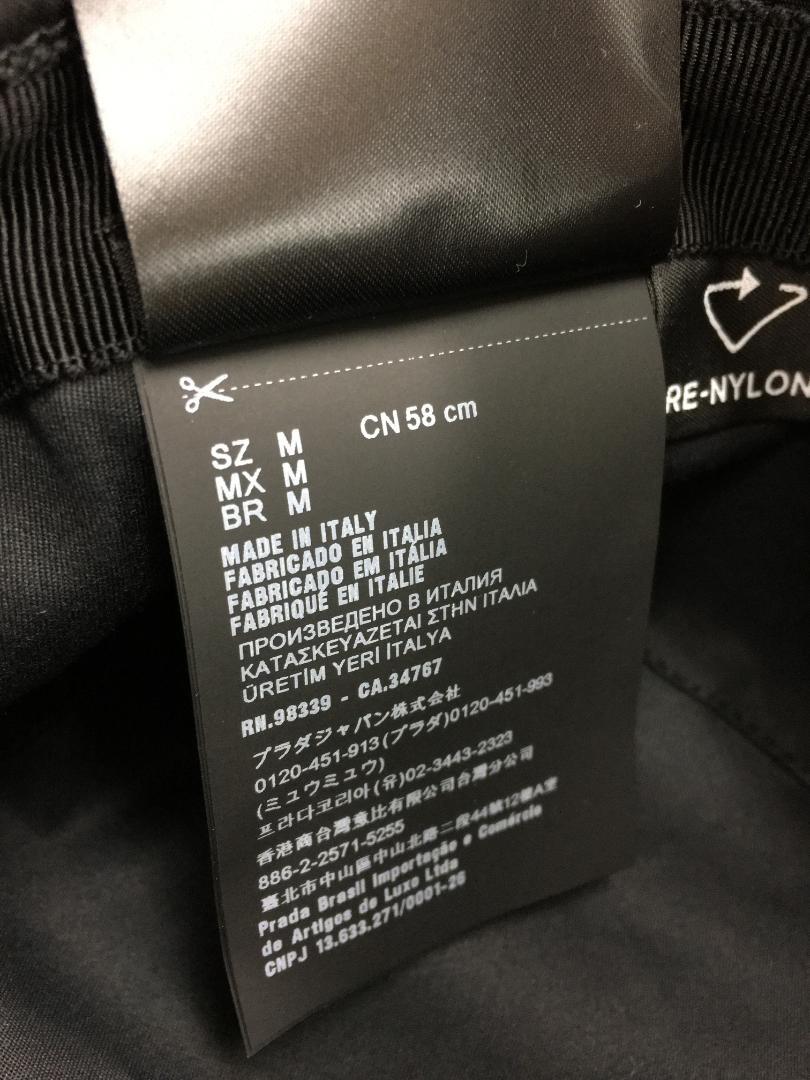 SZ M CN 58 cm
MX M
BR M
MADE IN ITALY
FABRICADO EN ITALIA
FABRICADO EM ITÁLIA
FABRIQUÉ EN ITALIE
ПРОИЗВЕДЕНО В ИТАЛИЯ
ΚΑΤΑΣΚΕΥΑΖΕΤΑΙ ΣΤΗΝ ΙΤΑΛΙΑ
ÜRETİM YERİ İTALYA
RN.98339 - CA.34767
プラダジャパン株式会社
0120-451-913(プラダ)0120-451-993
(ミュウミュウ)
프라다코리아(유)02-3443-2323
香港商台灣意比有限公司台灣分公司
886-2-2571-5255
臺北市中山區中山北路二段44號12樓A室
Prada Brasil Importação e Comércio
de Artigos de Luxo Ltda
CNPJ 13.633.271/0001-26
RE-NYLON